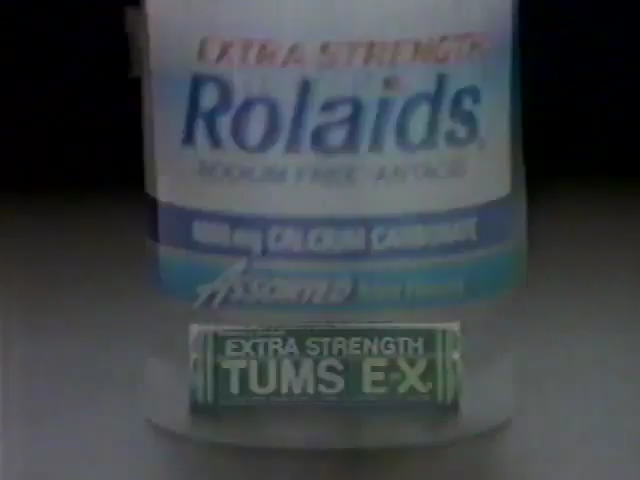 EXTRA STRENGTH
Rolaids
SODIUM FREE ANTACID
CALCIUM CARBONATE
ASSORTED
EXTRA STRENGTH
TUMS E-X